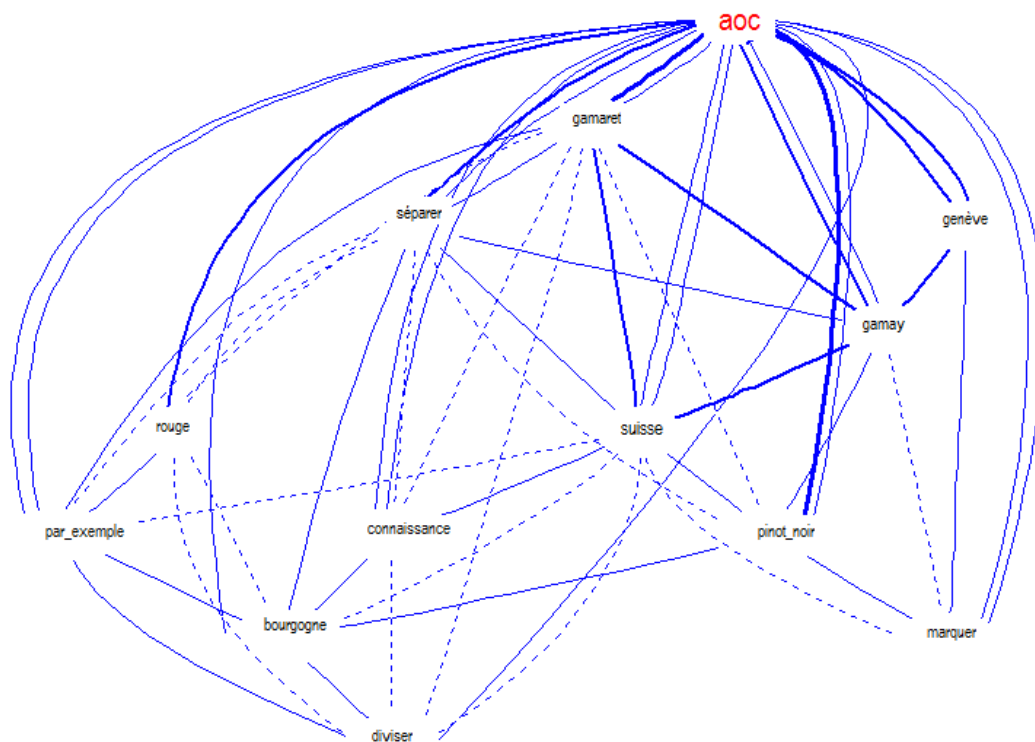 aoc
gamaret
séparer
genève
gamay
rouge
suisse
par_exemple
connaissance
pinot_noir
bourgogne
marquer
diviser